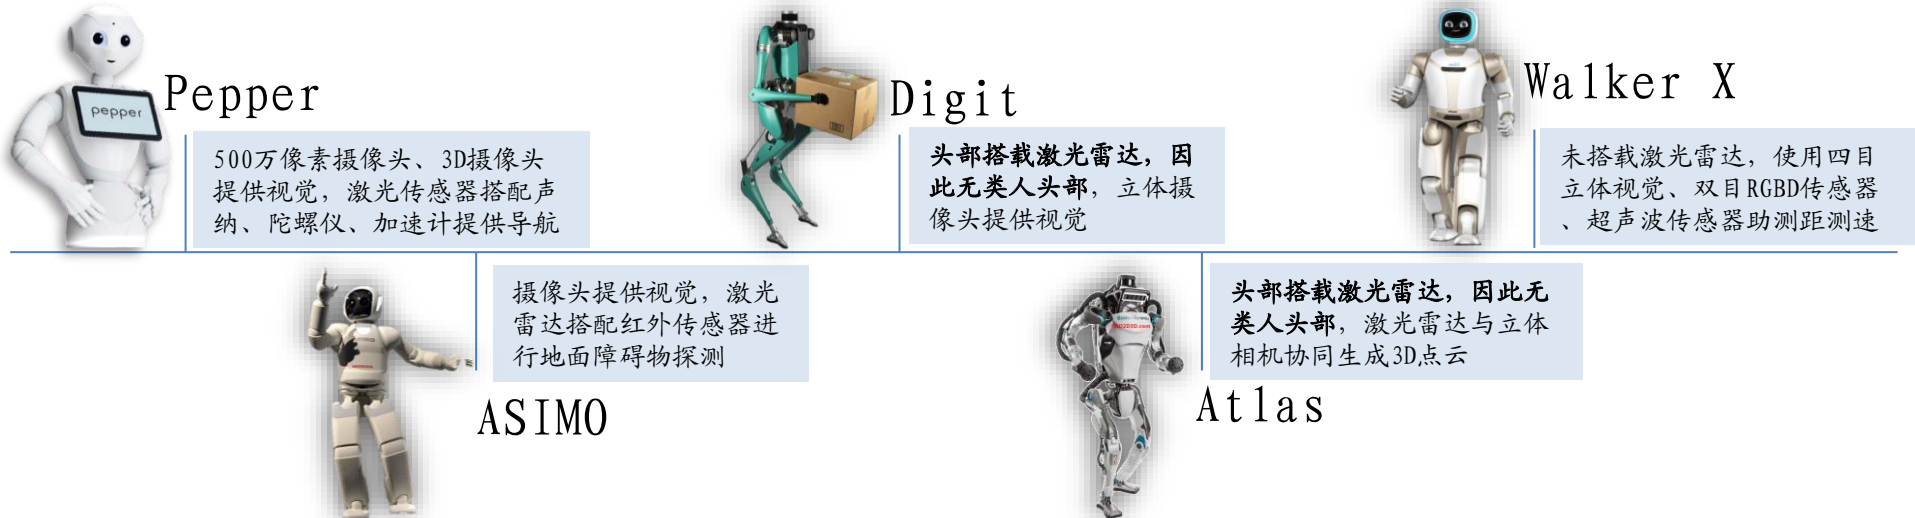 Pepper
pepper
500万像素摄像头、3D摄像头
提供视觉，激光传感器搭配声
纳、陀螺仪、加速计提供导航
Digit
头部搭载激光雷达，因
此无类人头部，立体摄
像头提供视觉
Walker X
未搭载激光雷达，使用四目
立体视觉、双目RGBD传感器
、超声波传感器助测距测速
摄像头提供视觉，激光
雷达搭配红外传感器进
行地面障碍物探测
ASIMO
HONDA
头部搭载激光雷达，因此无
类人头部，激光雷达与立体
相机协同生成3D点云
Atlas